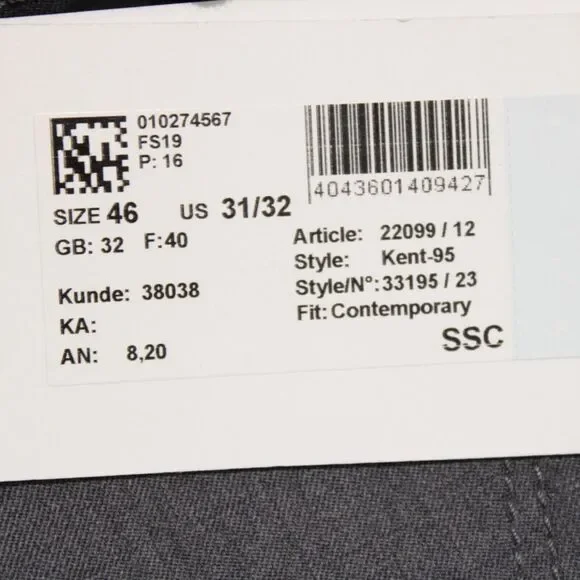 010274567
FS19
P: 16
4043601409427
SIZE 46 US 31/32
GB: 32 F:40
Article: 22099 / 12
Style: Kent-95
Kunde: 38038
Style/N°: 33195 / 23
KA:
Fit: Contemporary
AN: 8,20
SSC